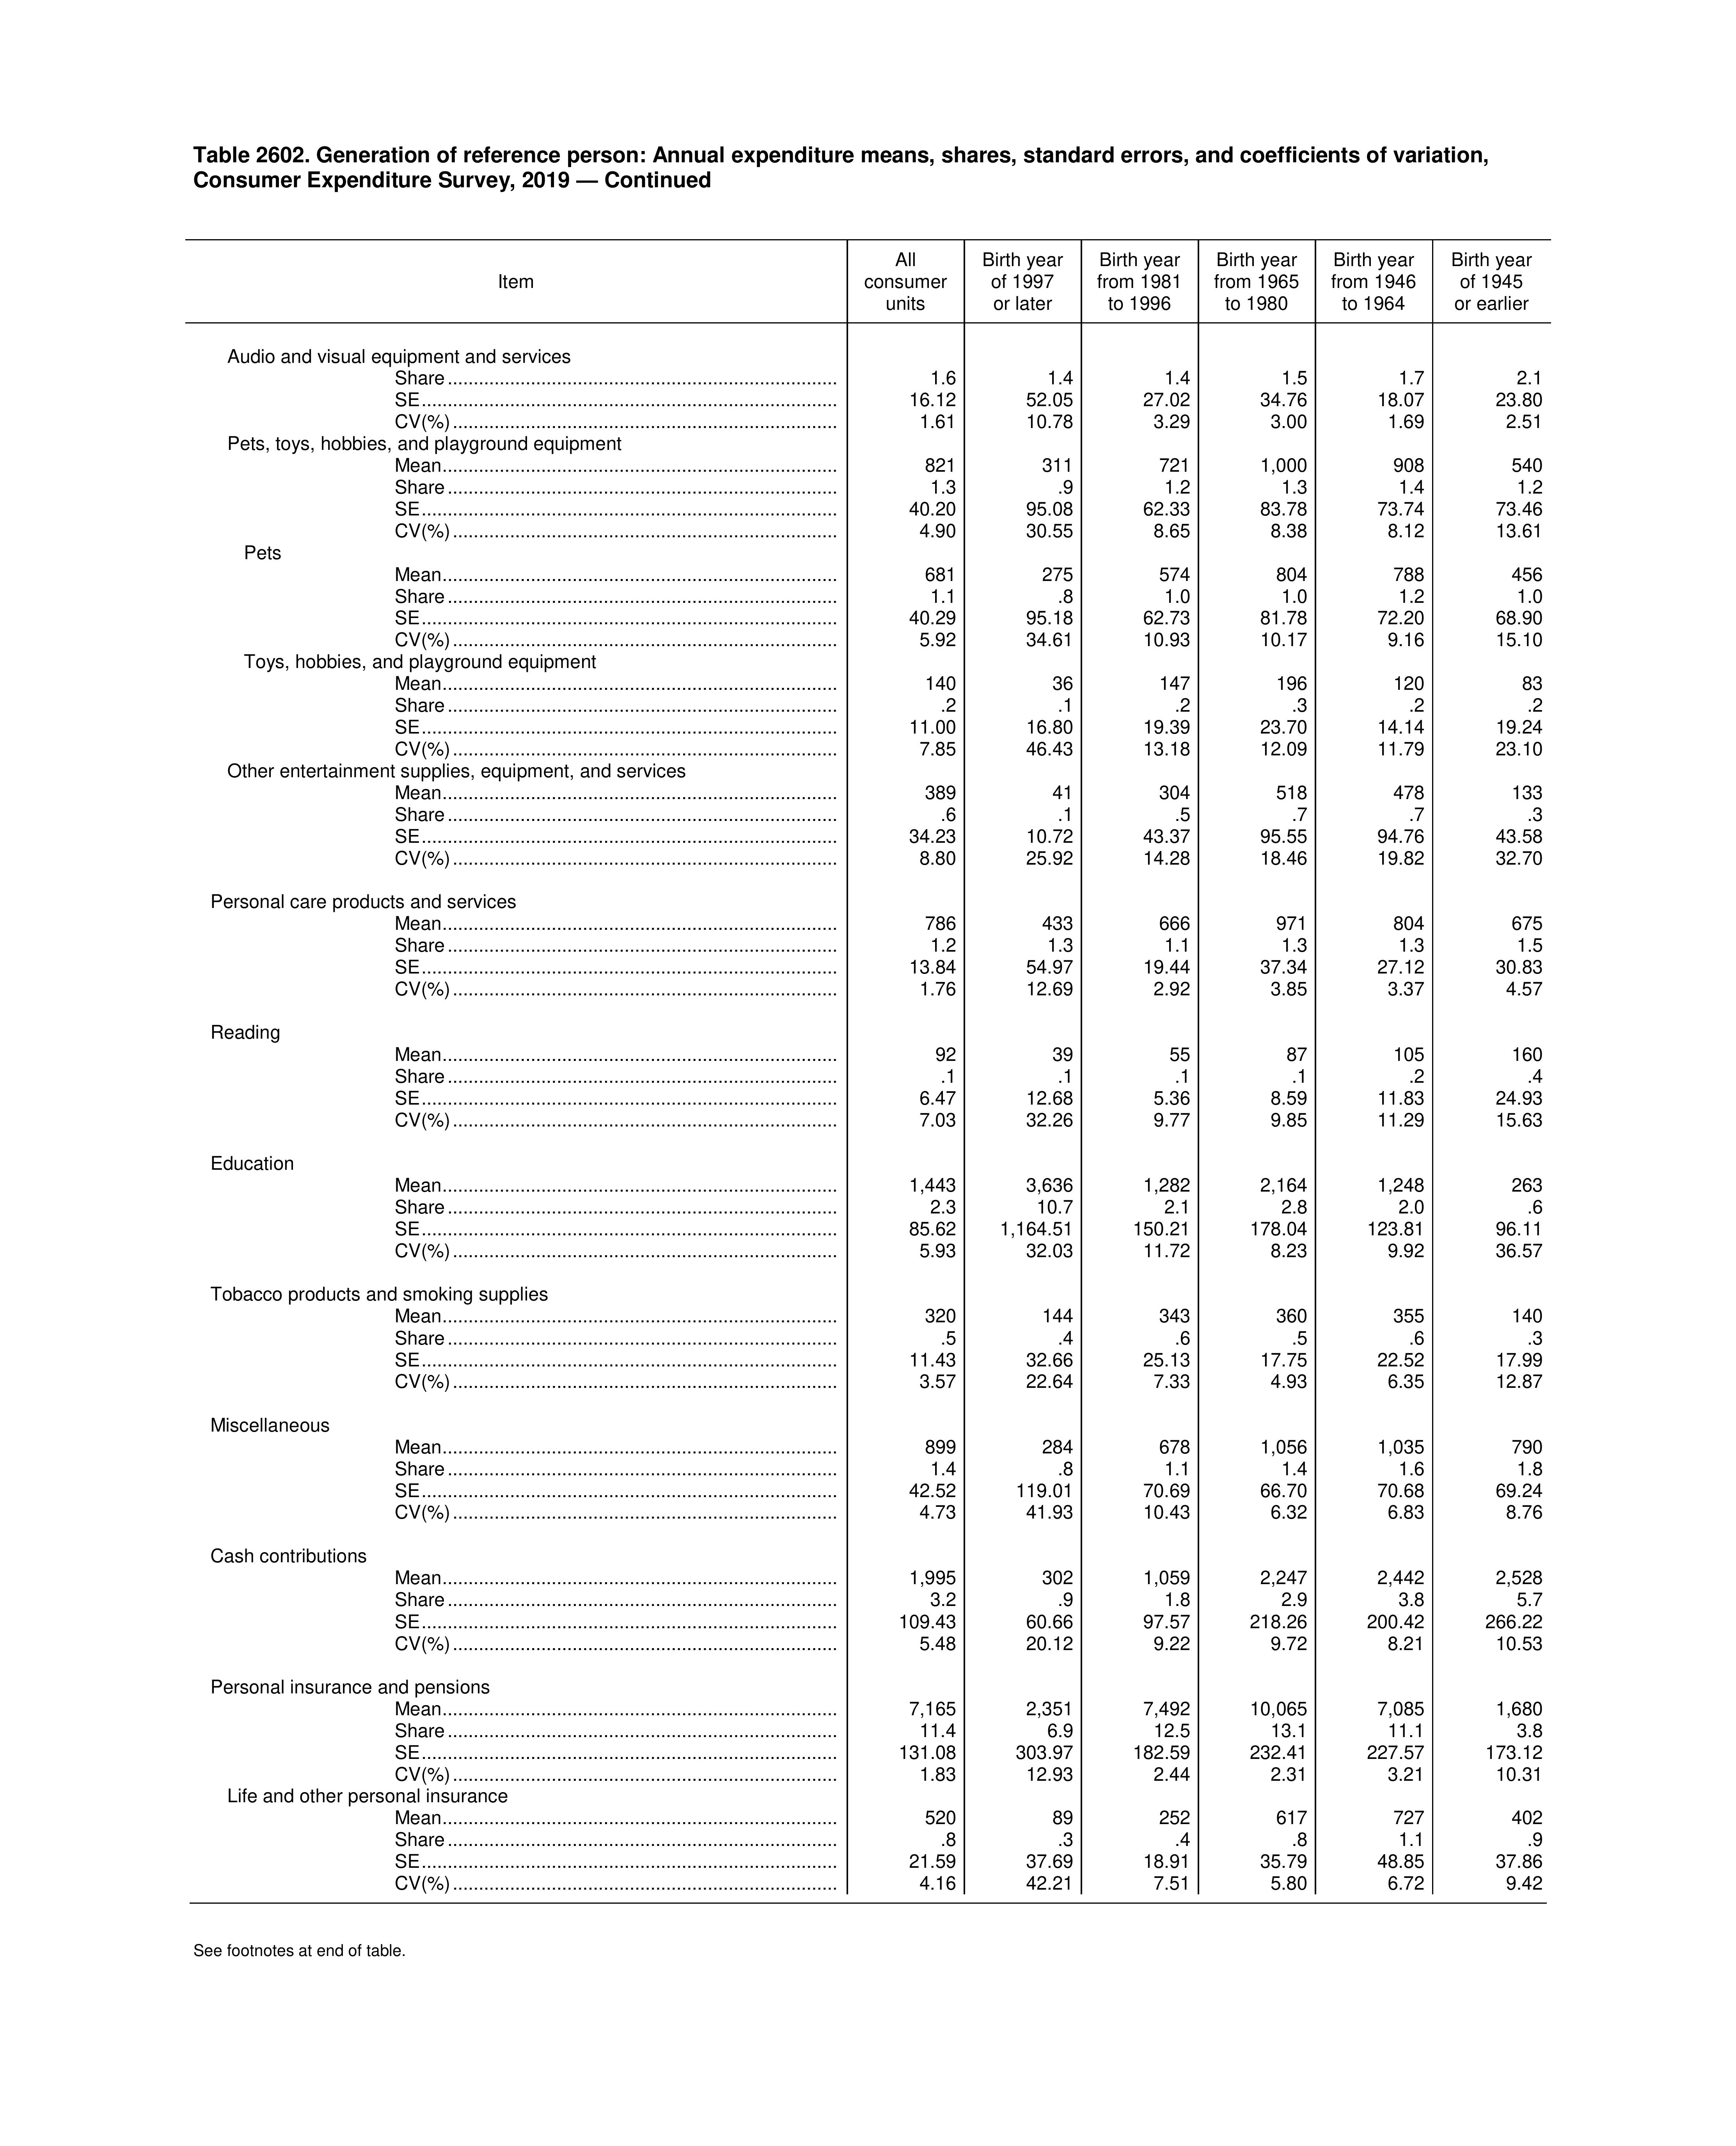 Table 2602. Generation of reference person: Annual expenditure means, shares, standard errors, and coefficients of variation,
Consumer Expenditure Survey, 2019 — Continued
Item
All consumer units
Birth year of 1997 or later
Birth year from 1981 to 1996
Birth year from 1965 to 1980
Birth year from 1946 to 1964
Birth year of 1945 or earlier
Audio and visual equipment and services
Share 1.6 1.4 1.4 1.5 1.7 2.1
SE 16.12 52.05 27.02 34.76 18.07 23.80
CV(%) 1.61 10.78 3.29 3.00 1.69 2.51
Pets, toys, hobbies, and playground equipment
Mean 821 311 721 1,000 908 540
Share 1.3 .9 1.2 1.3 1.4 1.2
SE 40.20 95.08 62.33 83.78 73.74 73.46
CV(%) 4.90 30.55 8.65 8.38 8.12 13.61
Pets
Mean 681 275 574 804 788 456
Share 1.1 .8 1.0 1.0 1.2 1.0
SE 40.29 95.18 62.73 81.78 72.20 68.90
CV(%) 5.92 34.61 10.93 10.17 9.16 15.10
Toys, hobbies, and playground equipment
Mean 140 36 147 196 120 83
Share .2 .1 .2 .3 .2 .2
SE 11.00 16.80 19.39 23.70 14.14 19.24
CV(%) 7.85 46.43 13.18 12.09 11.79 23.10
Other entertainment supplies, equipment, and services
Mean 389 41 304 518 478 133
Share .6 .1 .5 .7 .7 .3
SE 34.23 10.72 43.37 95.55 94.76 43.58
CV(%) 8.80 25.92 14.28 18.46 19.82 32.70
Personal care products and services
Mean 786 433 666 971 804 675
Share 1.2 1.3 1.1 1.3 1.3 1.5
SE 13.84 54.97 19.44 37.34 27.12 30.83
CV(%) 1.76 12.69 2.92 3.85 3.37 4.57
Reading
Mean 92 39 55 87 105 160
Share .1 .1 .1 .1 .2 .4
SE 6.47 12.68 5.36 8.59 11.83 24.93
CV(%) 7.03 32.26 9.77 9.85 11.29 15.63
Education
Mean 1,443 3,636 1,282 2,164 1,248 263
Share 2.3 10.7 2.1 2.8 2.0 .6
SE 85.62 1,164.51 150.21 178.04 123.81 96.11
CV(%) 5.93 32.03 11.72 8.23 9.92 36.57
Tobacco products and smoking supplies
Mean 320 144 343 360 355 140
Share .5 .4 .6 .5 .6 .3
SE 11.43 32.66 25.13 17.75 22.52 17.99
CV(%) 3.57 22.64 7.33 4.93 6.35 12.87
Miscellaneous
Mean 899 284 678 1,056 1,035 790
Share 1.4 .8 1.1 1.4 1.6 1.8
SE 42.52 119.01 70.69 66.70 70.68 69.24
CV(%) 4.73 41.93 10.43 6.32 6.83 8.76
Cash contributions
Mean 1,995 302 1,059 2,247 2,442 2,528
Share 3.2 .9 1.8 2.9 3.8 5.7
SE 109.43 60.66 97.57 218.26 200.42 266.22
CV(%) 5.48 20.12 9.22 9.72 8.21 10.53
Personal insurance and pensions
Mean 7,165 2,351 7,492 10,065 7,085 1,680
Share 11.4 6.9 12.5 13.1 11.1 3.8
SE 131.08 303.97 182.59 232.41 227.57 173.12
CV(%) 1.83 12.93 2.44 2.31 3.21 10.31
Life and other personal insurance
Mean 520 89 252 617 727 402
Share .8 .3 .4 .8 1.1 .9
SE 21.59 37.69 18.91 35.79 48.85 37.86
CV(%) 4.16 42.21 7.51 5.80 6.72 9.42
See footnotes at end of table.